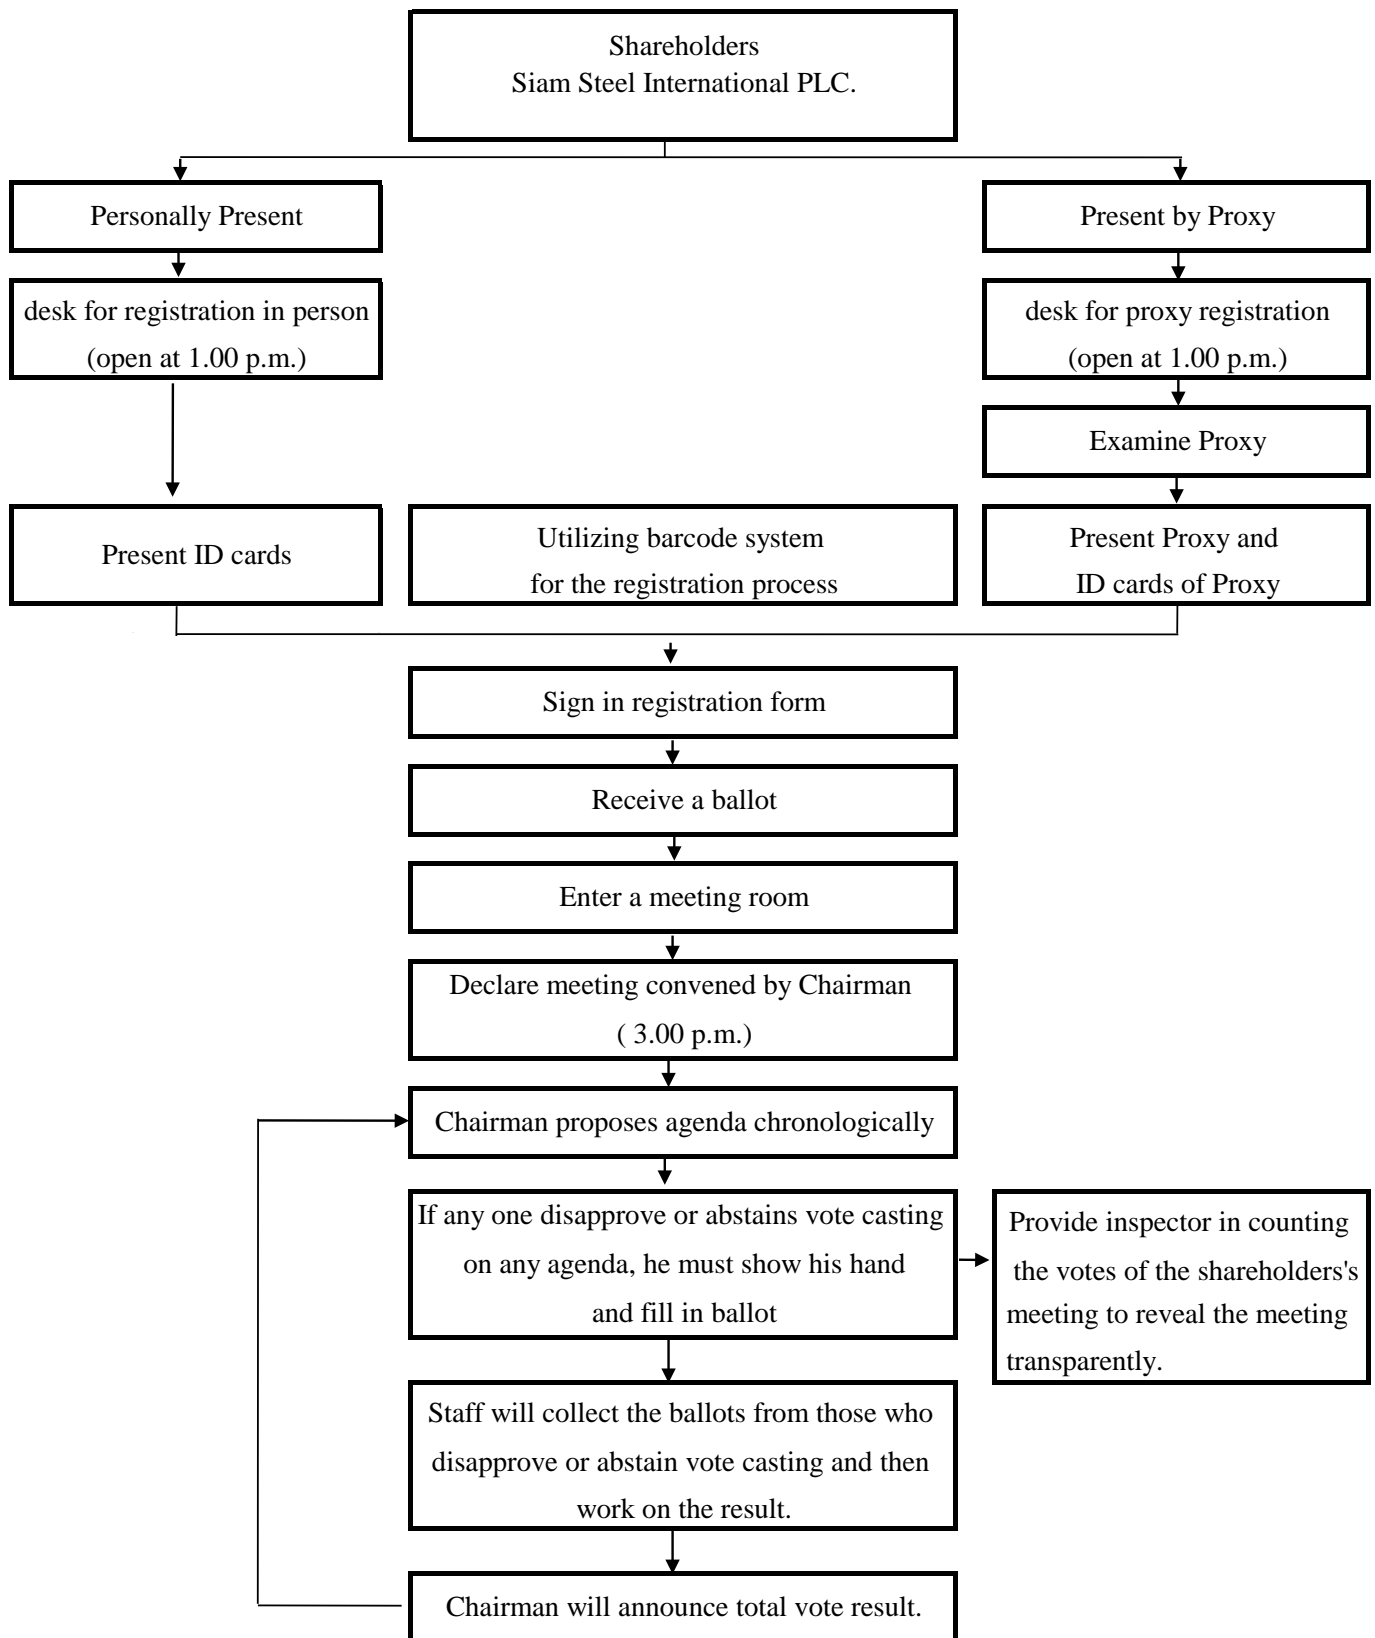 Shareholders
Siam Steel International PLC.
Personally Present
Present by Proxy
desk for registration in person
(open at 1.00 p.m.)
desk for proxy registration
(open at 1.00 p.m.)
Examine Proxy
Present ID cards
Utilizing barcode system
for the registration process
Present Proxy and
ID cards of Proxy
Sign in registration form
Receive a ballot
Enter a meeting room
Declare meeting convened by Chairman
( 3.00 p.m.)
Chairman proposes agenda chronologically
If any one disapprove or abstains vote casting
on any agenda, he must show his hand
and fill in ballot
Provide inspector in counting
the votes of the shareholders's
meeting to reveal the meeting
transparently.
Staff will collect the ballots from those who
disapprove or abstain vote casting and then
work on the result.
Chairman will announce total vote result.